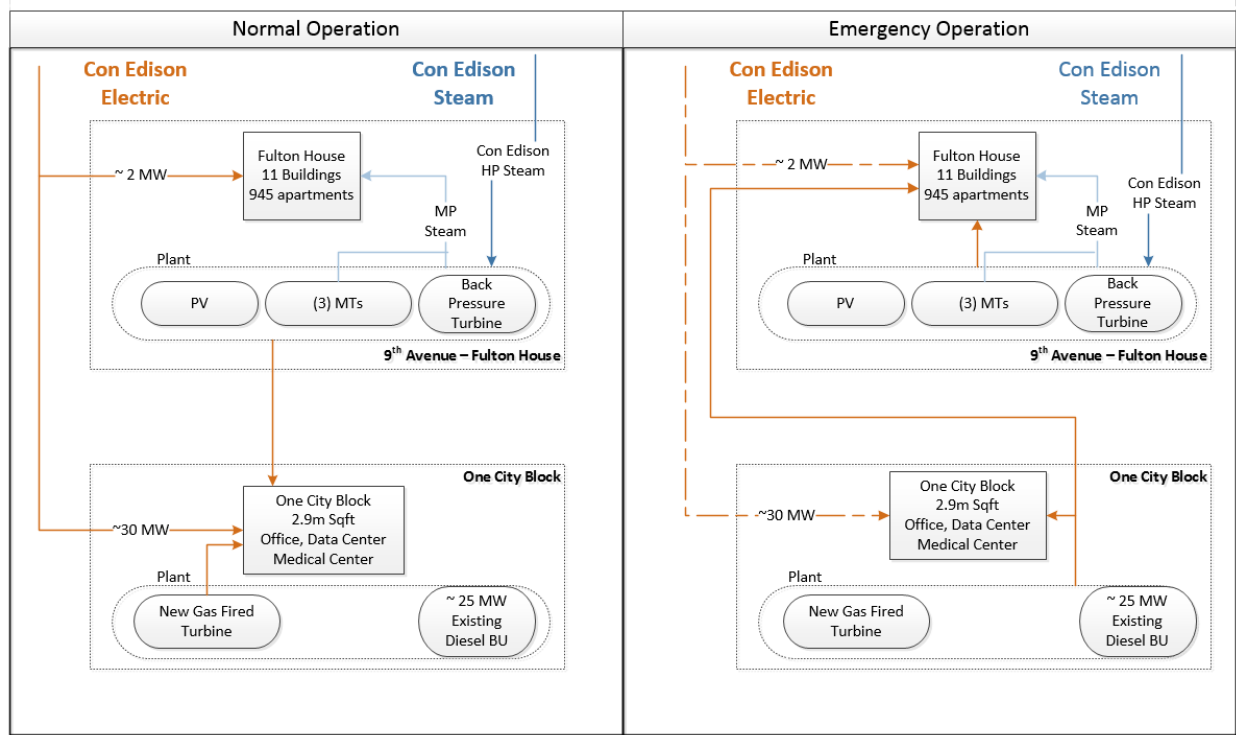 Normal Operation
Con Edison
Electric
Con Edison
Steam
~ 2 MW
Fulton House
11 Buildings
945 apartments
Con Edison
HP Steam
MP
Steam
Plant
PV
(3) MTs
Back
Pressure
Turbine
9th Avenue – Fulton House
One City Block
~30 MW
One City Block
2.9m Sqft
Office, Data Center
Medical Center
Plant
New Gas Fired
Turbine
~ 25 MW
Existing
Diesel BU
Emergency Operation
Con Edison
Electric
Con Edison
Steam
~ 2 MW
Fulton House
11 Buildings
945 apartments
Con Edison
HP Steam
MP
Steam
Plant
PV
(3) MTs
Back
Pressure
Turbine
9th Avenue – Fulton House
One City Block
~30 MW
One City Block
2.9m Sqft
Office, Data Center
Medical Center
Plant
New Gas Fired
Turbine
~ 25 MW
Existing
Diesel BU